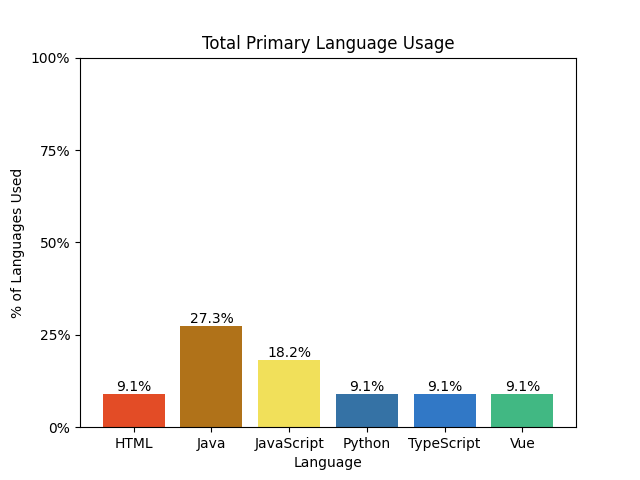 Total Primary Language Usage
100%
75%
50%
25%
0%
% of Languages Used
9.1%
27.3%
18.2%
9.1%
9.1%
9.1%
HTML
Java
JavaScript
Python
TypeScript
Vue
Language